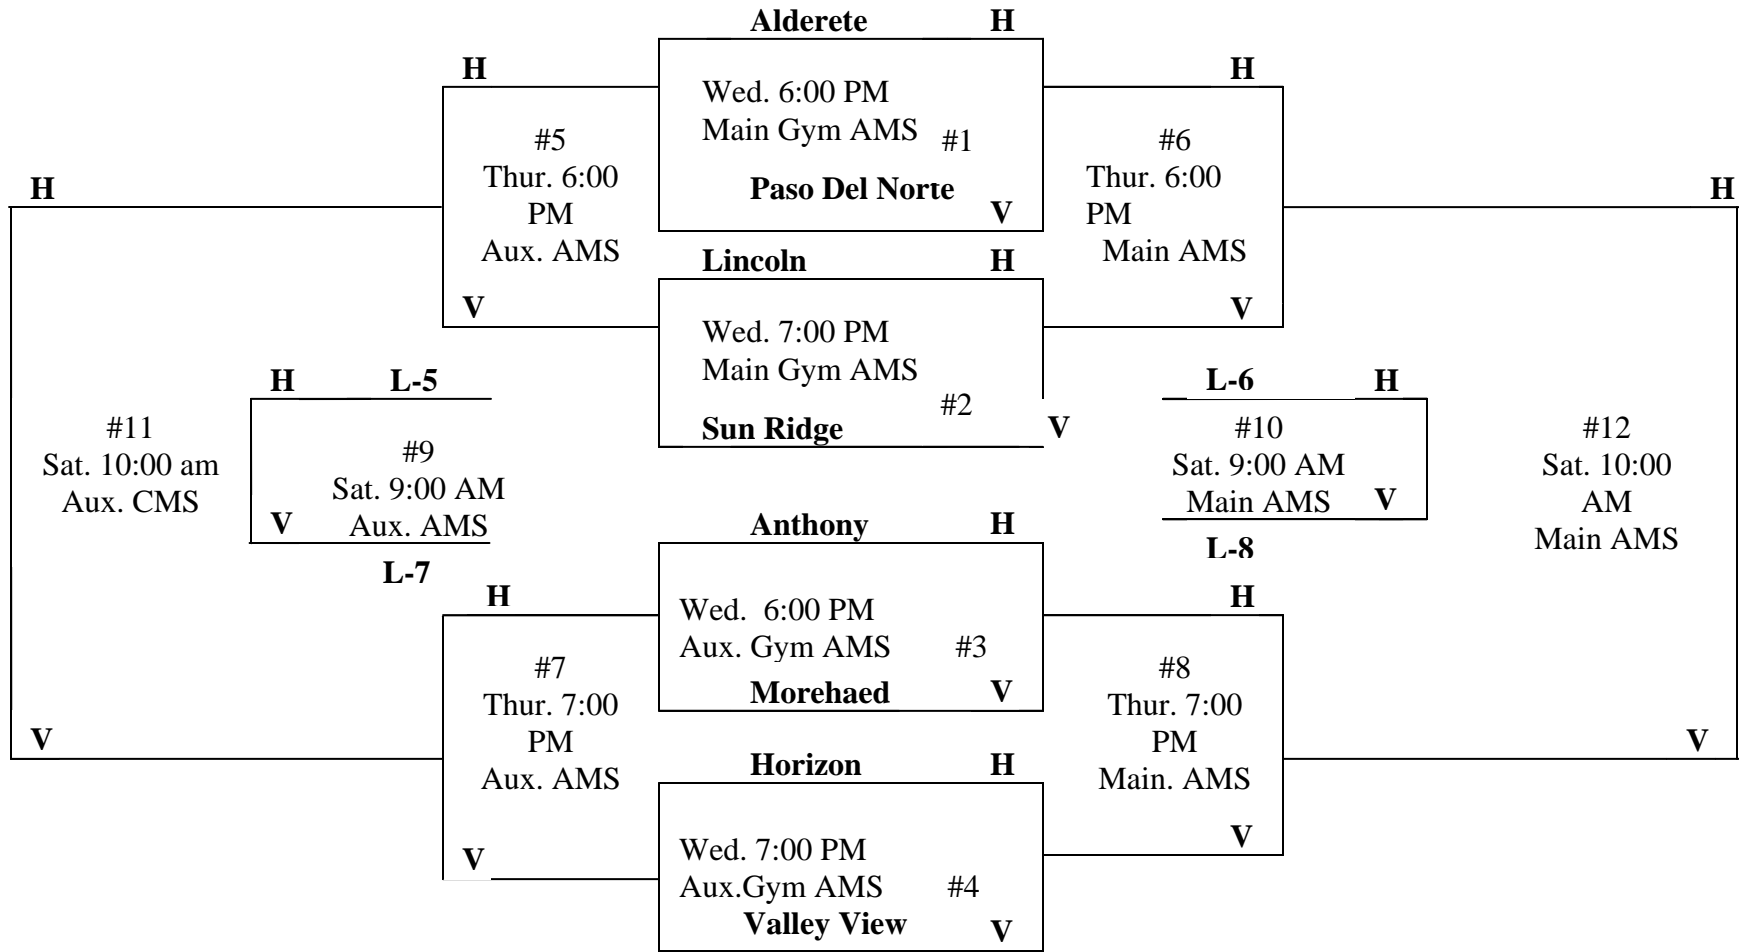 Alderete H
H
H
Wed. 6:00 PM
Main Gym AMS #1
Paso Del Norte
V
#5
Thur. 6:00
PM
Aux. AMS
#6
Thur. 6:00
PM
Main AMS
H
H
Lincoln H
V
V
Wed. 7:00 PM
Main Gym AMS
#2
Sun Ridge V
H L-5
L-6 H
#11
Sat. 10:00 am
Aux. CMS
#9
Sat. 9:00 AM
V Aux. AMS
L-7
#10
Sat. 9:00 AM
Main AMS V
L-8
#12
Sat. 10:00
AM
Main AMS
Anthony H
H
H
Wed. 6:00 PM
Aux. Gym AMS #3
Morehaed V
#7
Thur. 7:00
PM
Aux. AMS
#8
Thur. 7:00
PM
Main. AMS
V
V
Horizon H
V
V
Wed. 7:00 PM
Aux.Gym AMS #4
Valley View V